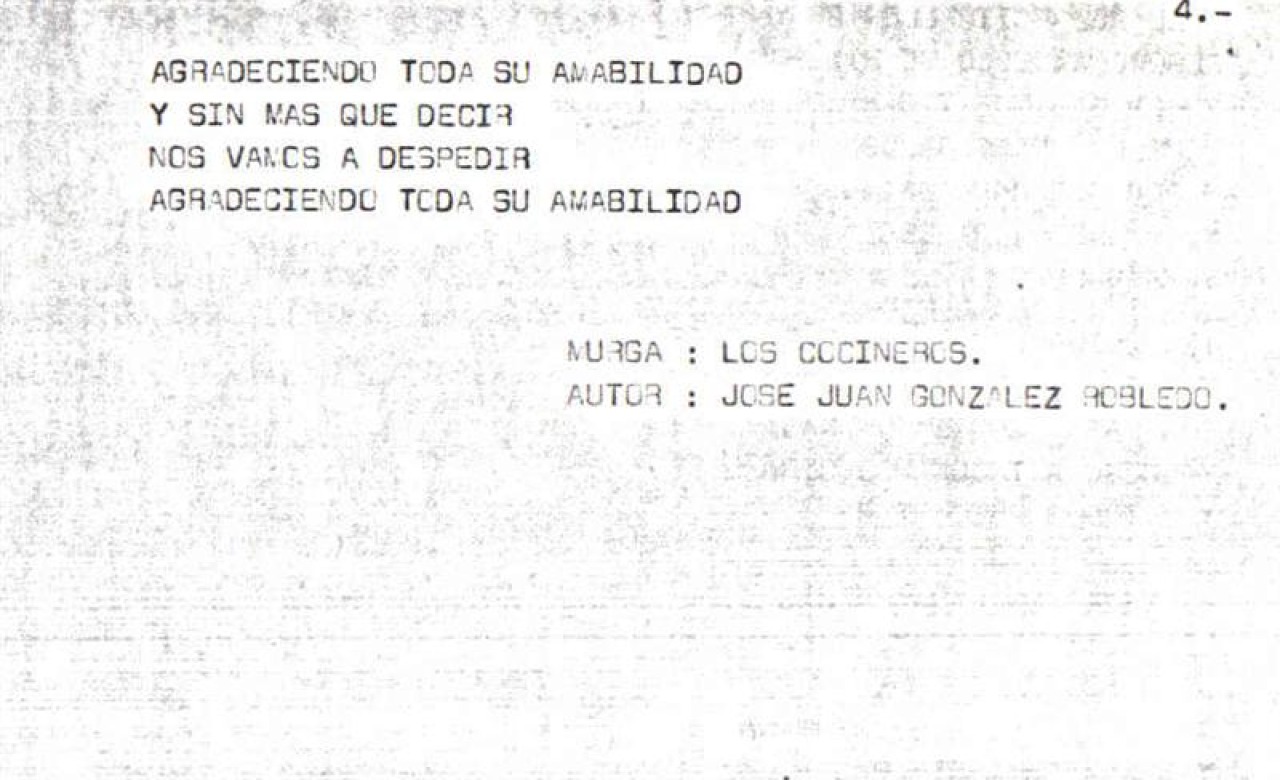 4.-
AGRADECIENDO TODA SU AMABILIDAD
Y SIN MAS QUE DECIR
NOS VAMOS A DESPEDIR
AGRADECIENDO TODA SU AMABILIDAD
MURGA : LOS COCINEROS.
AUTOR : JOSE JUAN GONZALEZ ROBLEDO.